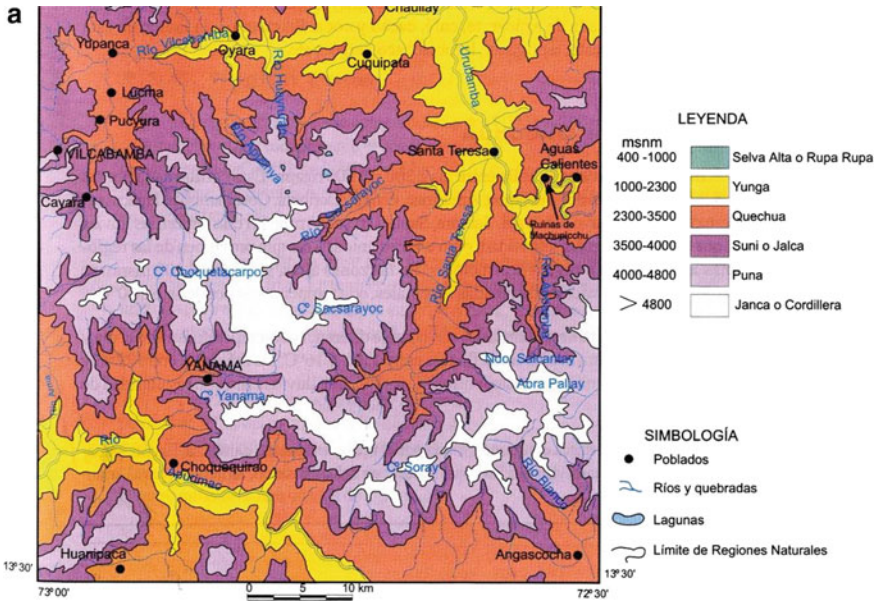 a
Chaullay
Río Vilcabamba
Yupanca
Oyara
Cuquipata
Urubamba
Lucma
Pucyura
VILCABAMBA
Santa Teresa
Aguas
Calientes
Cayara
Río Sacsarayoc
Ruinas de
Machupicchu
Río Santa Teresa
Cº Choquetacarpo
Cº Sacsarayoc
YANAMA
Ndo. Salcantay
Cº Yanama
Abra Pallay
Río
Apurimac
Choquequirao
Cº Soray
Río Blanco
Huanipaca
Angascocha
13º 30'
73º 00'
0 5 10 km
72º 30'
13º 30'
LEYENDA
msnm
400 -1000 Selva Alta o Rupa Rupa
1000-2300 Yunga
2300-3500 Quechua
3500-4000 Suni o Jalca
4000-4800 Puna
> 4800 Janca o Cordillera
SIMBOLOGÍA
Poblados
Ríos y quebradas
Lagunas
Límite de Regiones Naturales